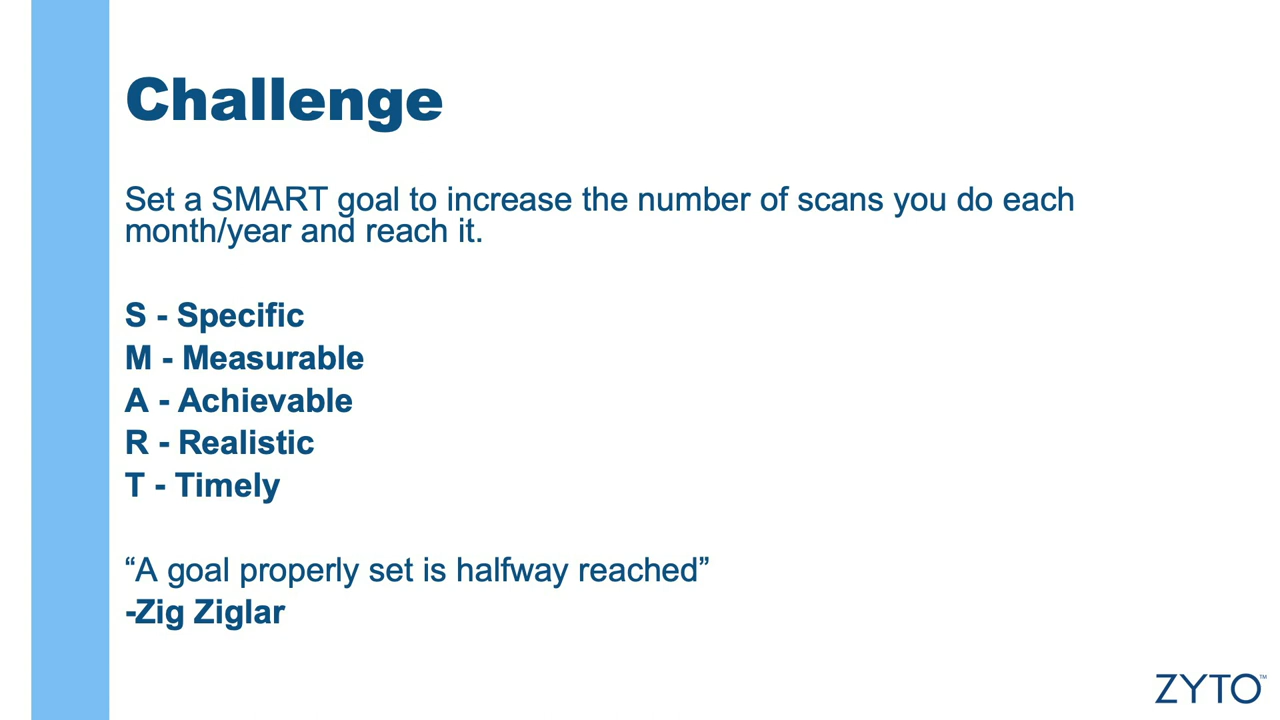 Challenge
Set a SMART goal to increase the number of scans you do each
month/year and reach it.
S - Specific
M - Measurable
A - Achievable
R - Realistic
T - Timely
“A goal properly set is halfway reached”
-Zig Ziglar
ZYTO™